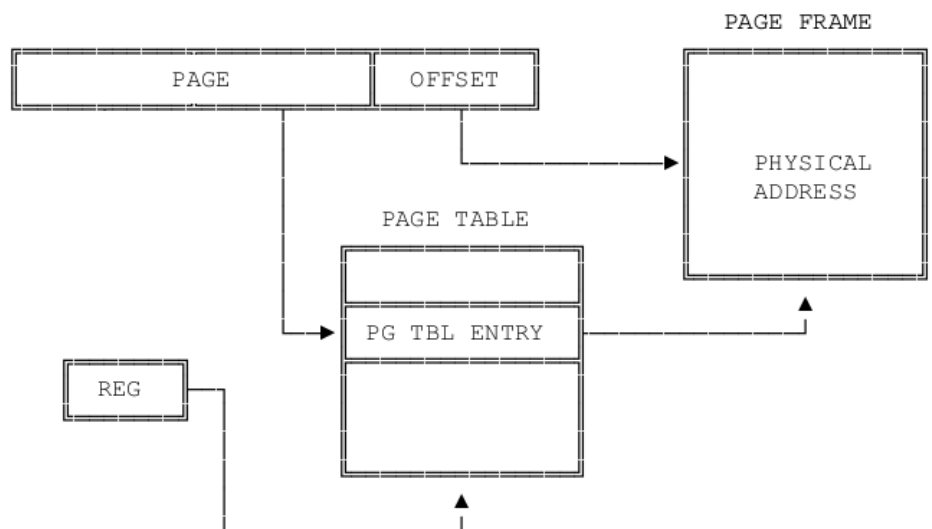 PAGE FRAME
PAGE OFFSET
PHYSICAL
ADDRESS
PAGE TABLE
PG TBL ENTRY
REG